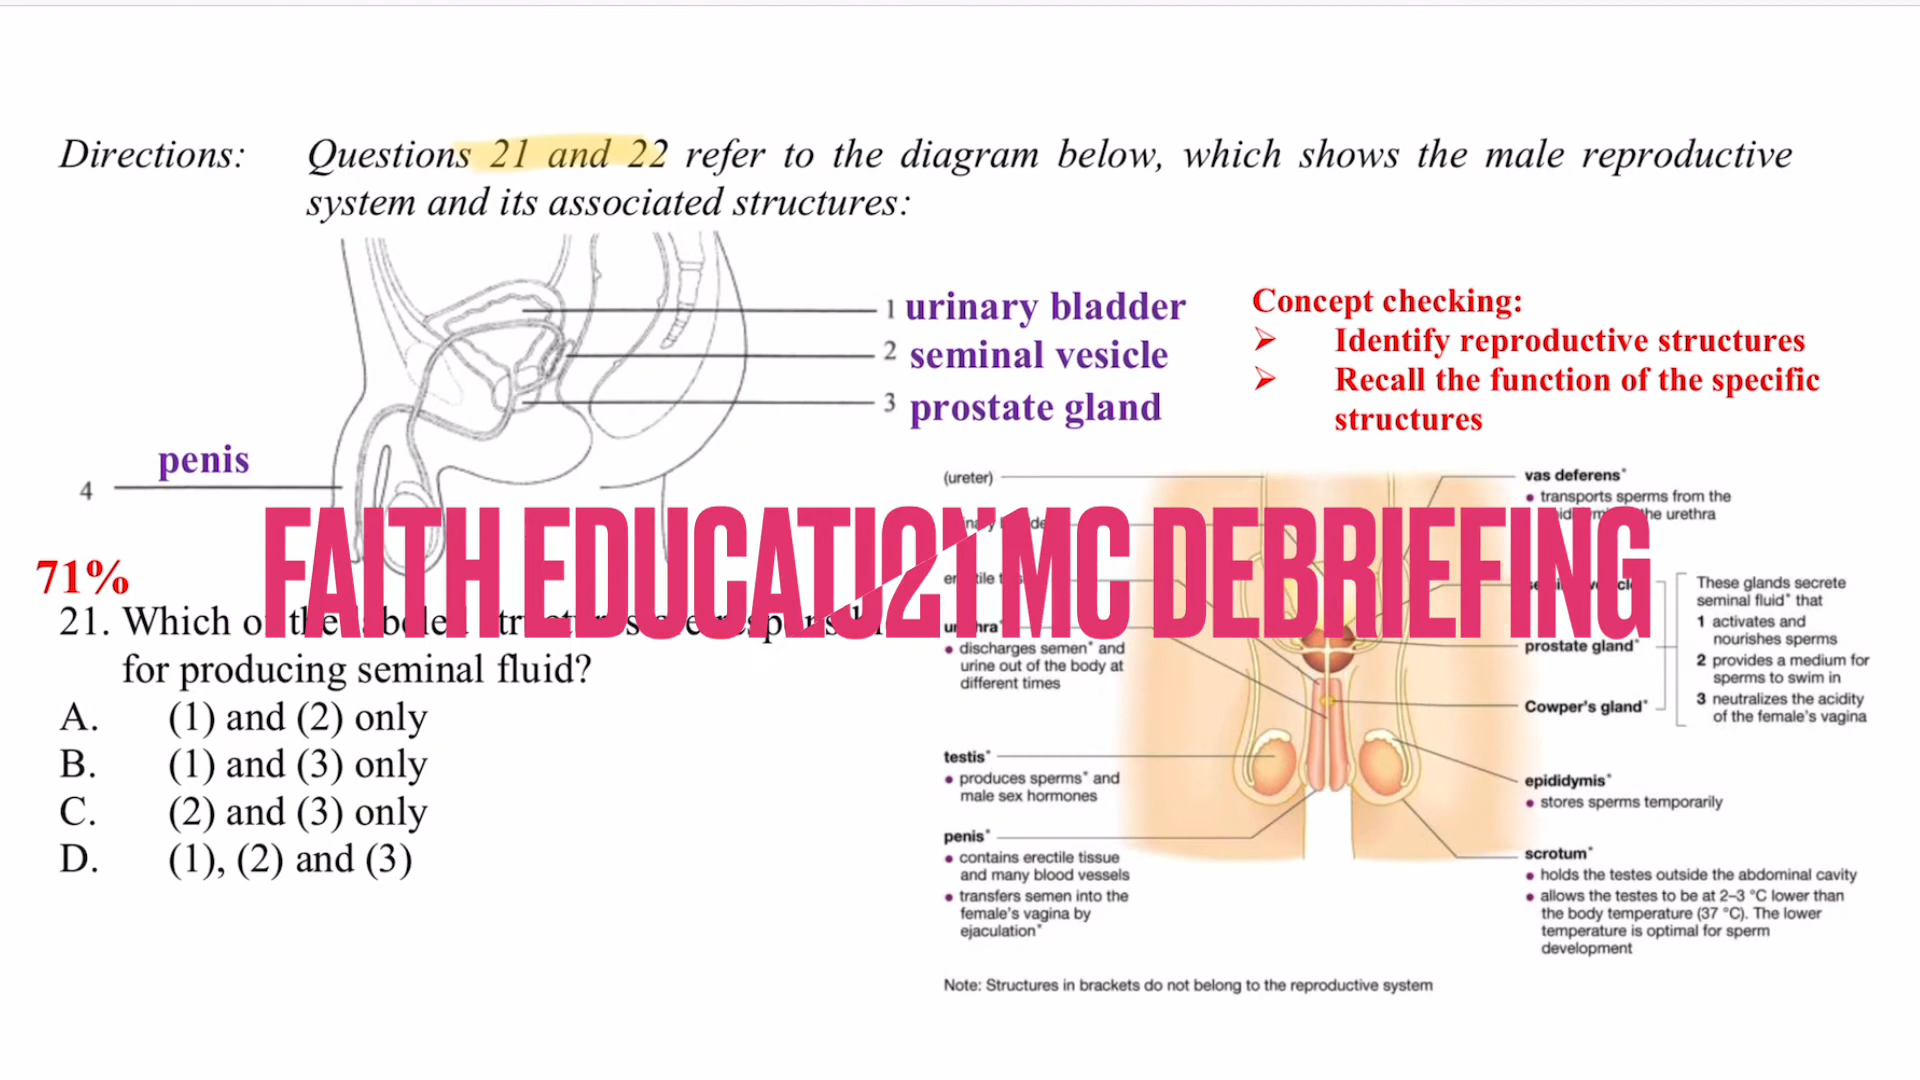 Directions: Questions 21 and 22 refer to the diagram below, which shows the male reproductive
system and its associated structures:
1 urinary bladder
2 seminal vesicle
3 prostate gland
4 penis
Concept checking:
Identify reproductive structures
Recall the function of the specific
structures
FAITH EDUCATION MC DEBRIEFING
71%
21. Which of the
for producing seminal fluid?
A. (1) and (2) only
B. (1) and (3) only
C. (2) and (3) only
D. (1), (2) and (3)
(ureter)
• discharges semen* and
urine out of the body at
different times
testis*
• produces sperms* and
male sex hormones
penis*
• contains erectile tissue
and many blood vessels
• transfers semen into the
female's vagina by
ejaculation*
vas deferens*
• transports sperms from the
the urethra
prostate gland*
Cowper's gland*
These glands secrete
seminal fluid* that
1 activates and
nourishes sperms
2 provides a medium for
sperms to swim in
3 neutralizes the acidity
of the female's vagina
epididymis*
• stores sperms temporarily
scrotum*
• holds the testes outside the abdominal cavity
• allows the testes to be at 2–3 °C lower than
the body temperature (37 °C). The lower
temperature is optimal for sperm
development
Note: Structures in brackets do not belong to the reproductive system